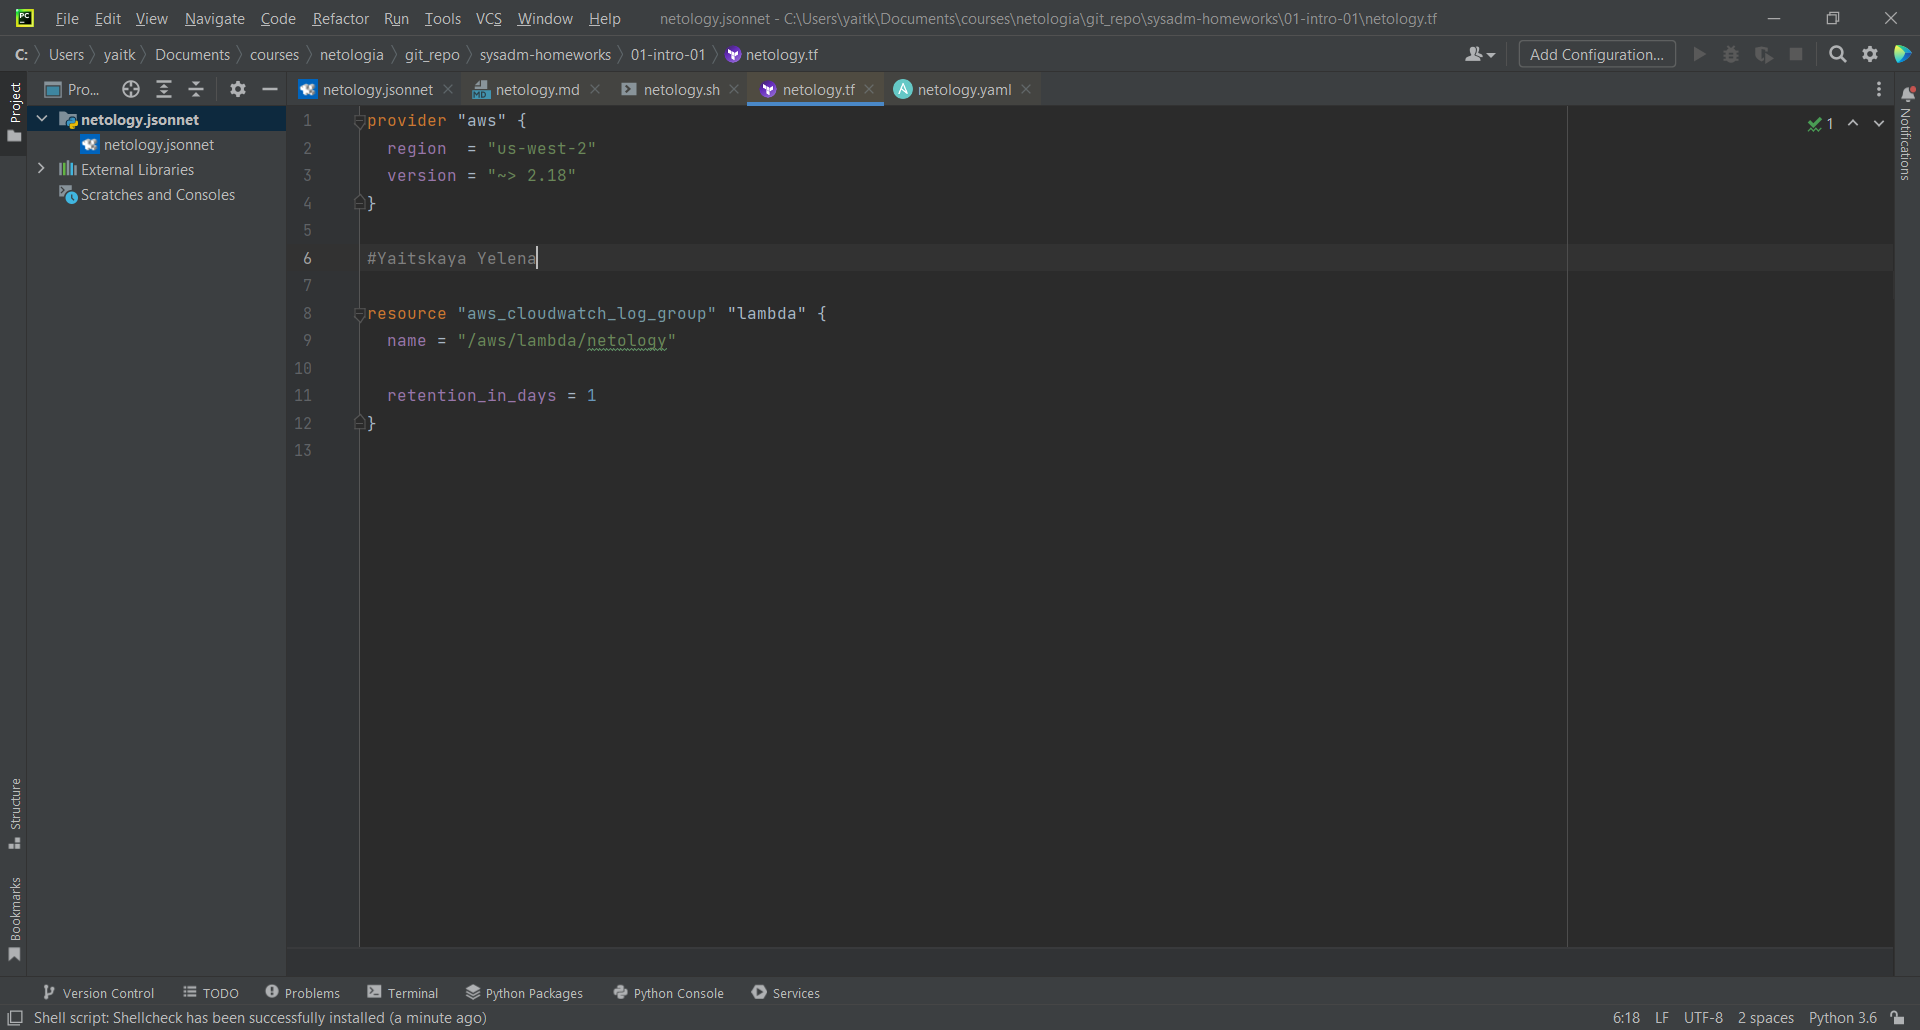 PC
File Edit View Navigate Code Refactor Run Tools VCS Window Help netology.jsonnet - C:\Users\yaitk\Documents\courses\netologia\git_repo\sysadm-homeworks\01-intro-01\netology.tf
C: Users yaitk Documents courses netologia git_repo sysadm-homeworks 01-intro-01 netology.tf Add Configuration...
Project
Pro...
netology.jsonnet netology.md netology.sh netology.tf netology.yaml
netology.jsonnet
netology.jsonnet
External Libraries
Scratches and Consoles
1 provider "aws" {
2 region  = "us-west-2"
3 version = "~> 2.18"
4 }
5
6 #Yaitskaya Yelena
7
8 resource "aws_cloudwatch_log_group" "lambda" {
9 name = "/aws/lambda/netology"
10
11 retention_in_days = 1
12 }
13
1
Notifications
Structure
Bookmarks
Version Control TODO Problems Terminal Python Packages Python Console Services
Shell script: Shellcheck has been successfully installed (a minute ago) 6:18 LF UTF-8 2 spaces Python 3.6